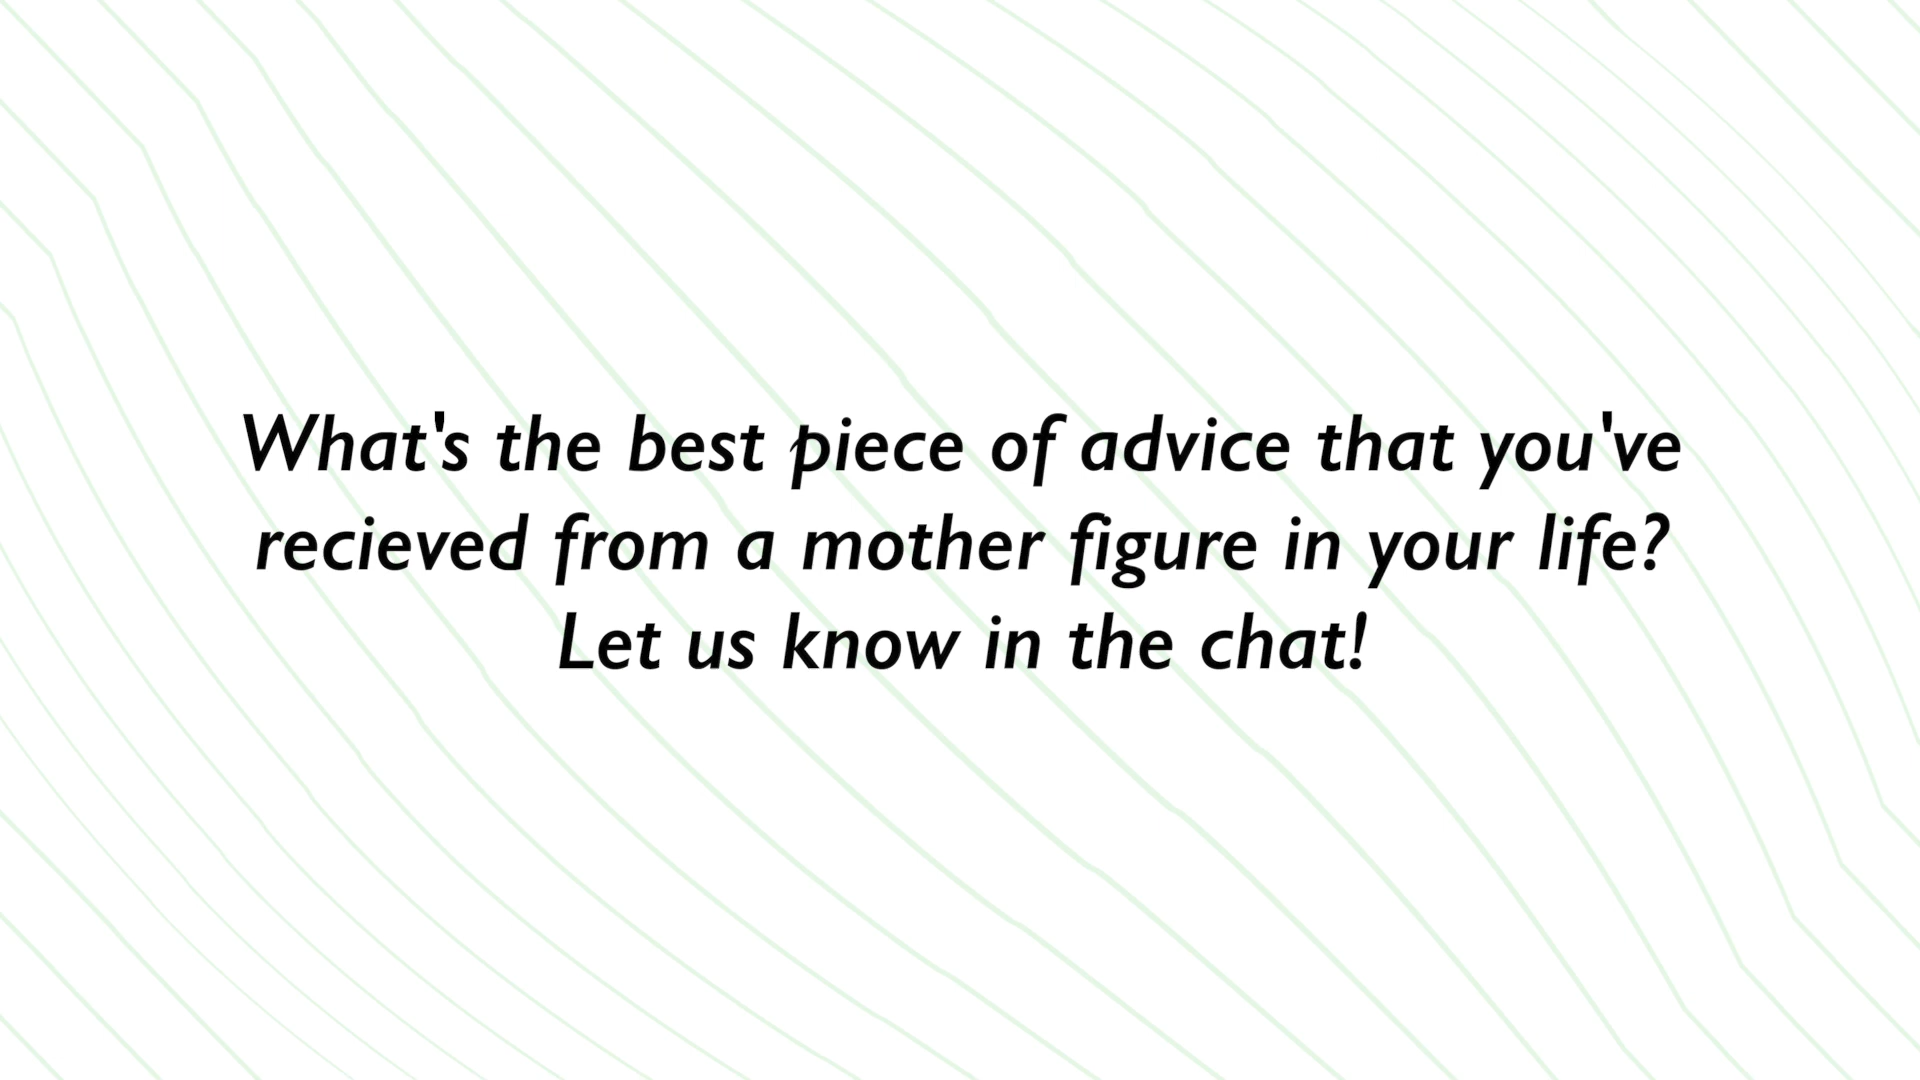 What's the best piece of advice that you've
recieved from a mother figure in your life?
Let us know in the chat!